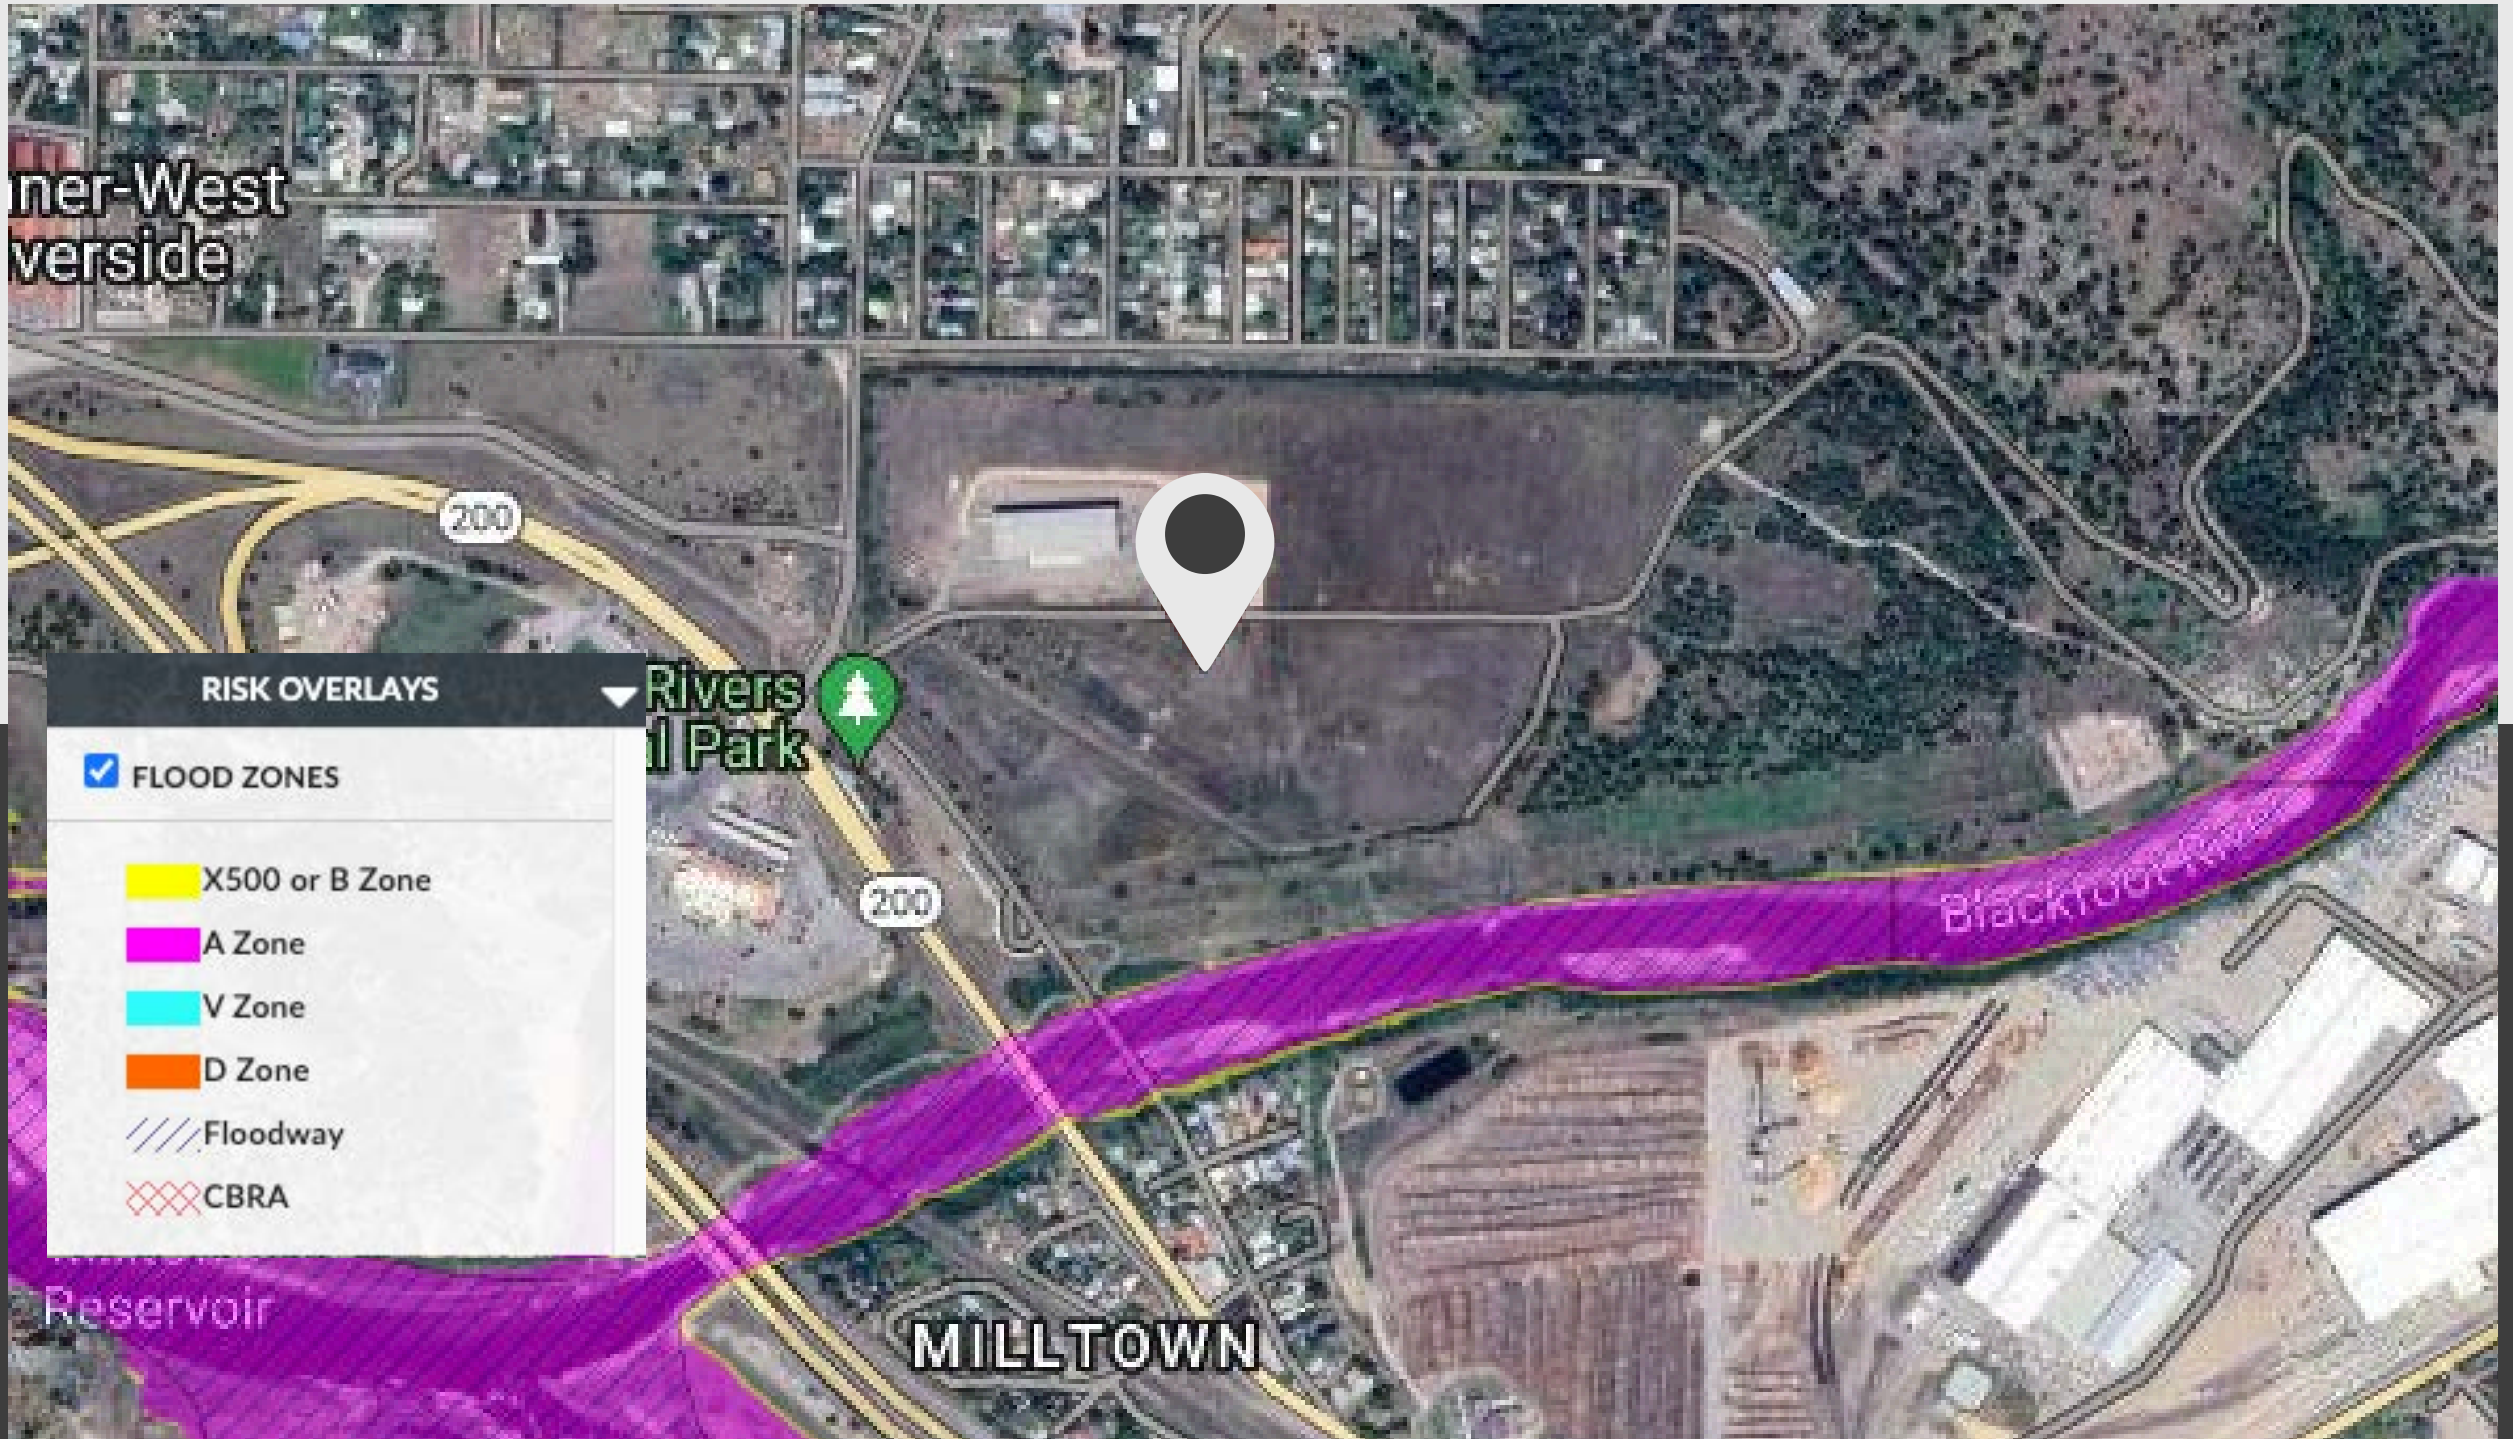 ner-West
verside
200
Rivers
al Park
RISK OVERLAYS
FLOOD ZONES
X500 or B Zone
A Zone
V Zone
D Zone
Floodway
CBRA
200
Blackfoot River
Reservoir
MILLTOWN